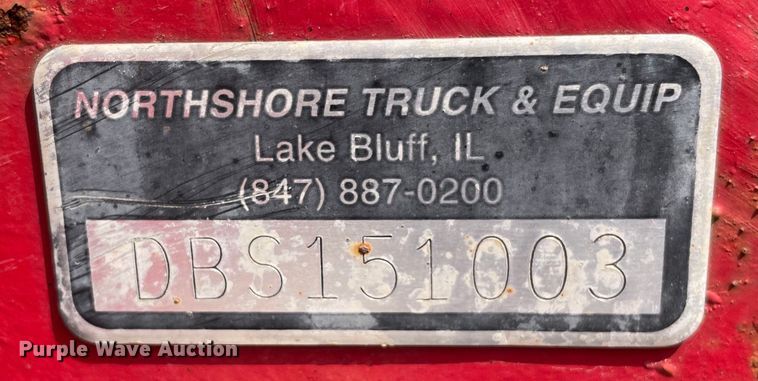 NORTHSHORE TRUCK & EQUIP
Lake Bluff, IL
(847) 887-0200
DBS151003
Purple Wave Auction